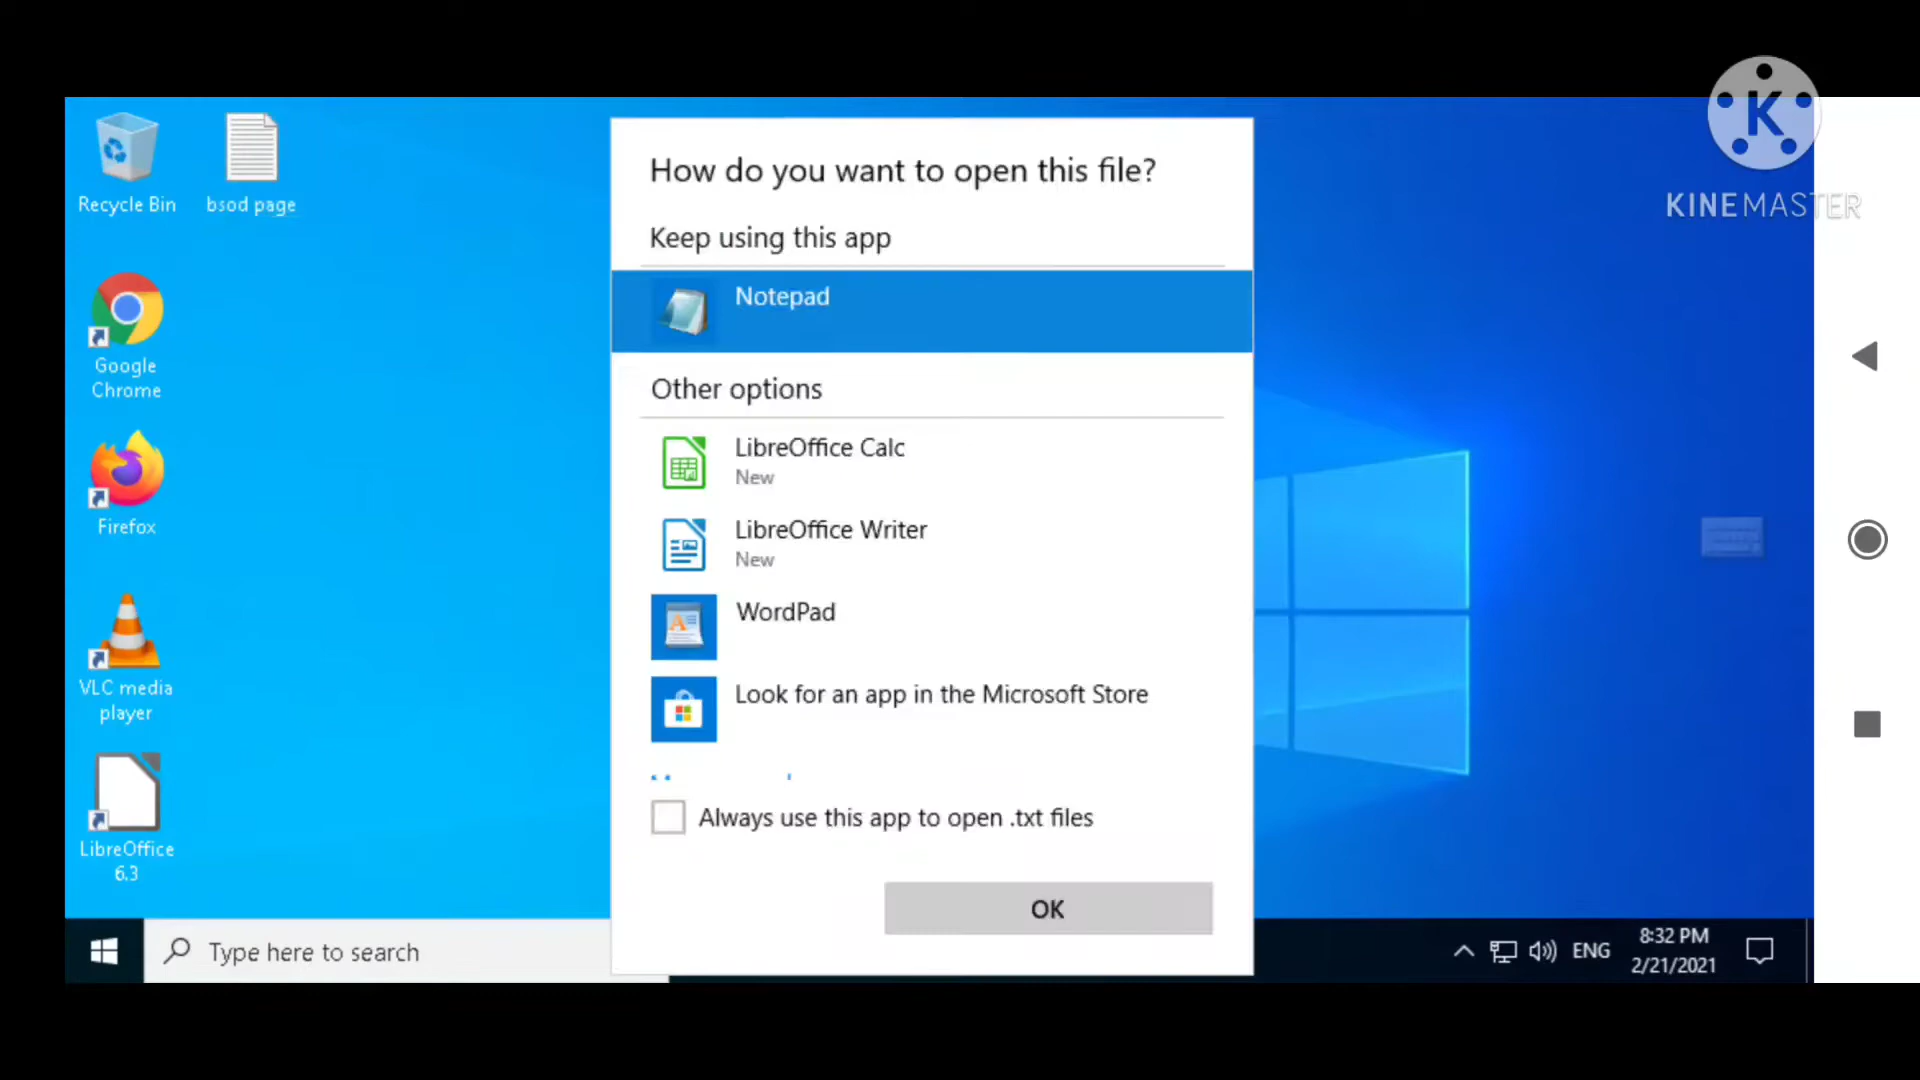 KINEMASTER
Recycle Bin
bsod page
Google
Chrome
Firefox
VLC media
player
LibreOffice
6.3
How do you want to open this file?
Keep using this app
Notepad
Other options
LibreOffice Calc
New
LibreOffice Writer
New
WordPad
Look for an app in the Microsoft Store
Always use this app to open .txt files
OK
Type here to search
ENG
8:32 PM
2/21/2021